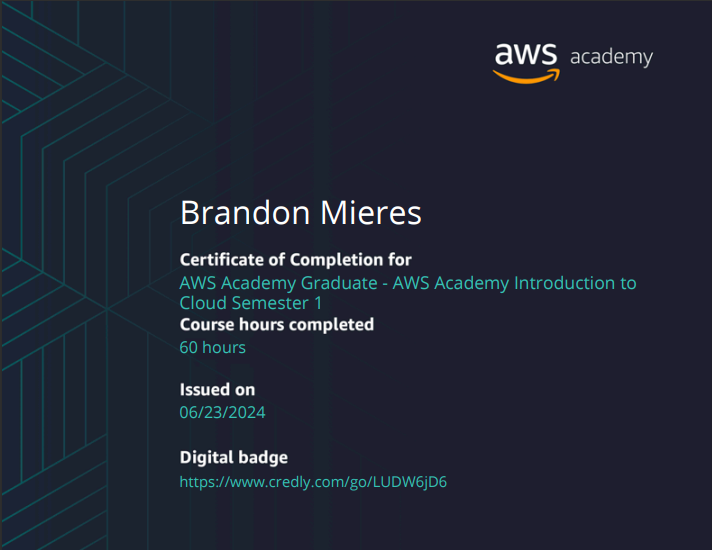 aws academy
Brandon Mieres
Certificate of Completion for
AWS Academy Graduate - AWS Academy Introduction to
Cloud Semester 1
Course hours completed
60 hours
Issued on
06/23/2024
Digital badge
https://www.credly.com/go/LUDW6jD6